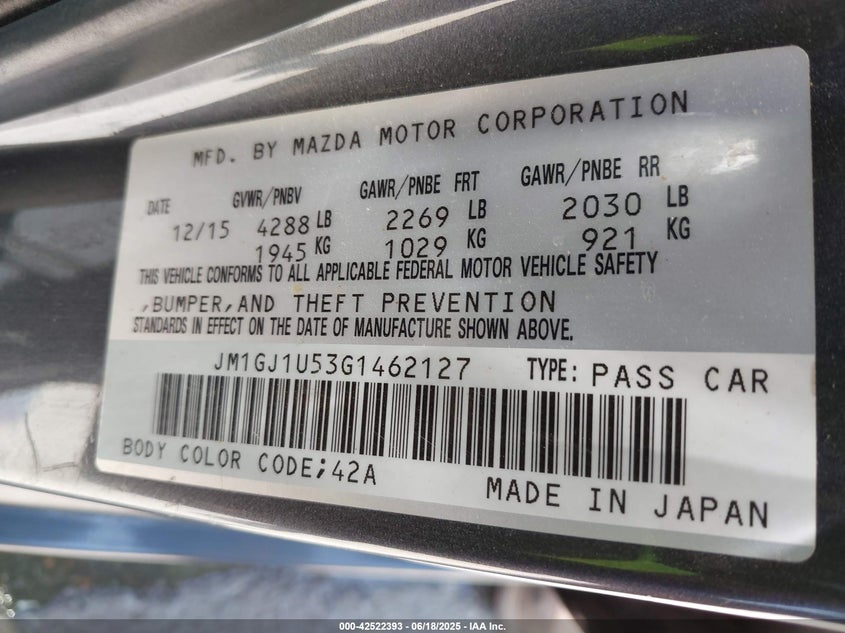 MFD. BY MAZDA MOTOR CORPORATION
DATE GVWR/PNBV GAWR/PNBE FRT GAWR/PNBE RR
12/15 4288 LB 2269 LB 2030 LB
1945 KG 1029 KG 921 KG
THIS VEHICLE CONFORMS TO ALL APPLICABLE FEDERAL MOTOR VEHICLE SAFETY
,BUMPER,AND THEFT PREVENTION
STANDARDS IN EFFECT ON THE DATE OF MANUFACTURE SHOWN ABOVE.
JM1GJ1U53G1462127 TYPE: PASS CAR
BODY COLOR CODE;42A
MADE IN JAPAN
000-42522393 - 06/18/2025 - IAA Inc.